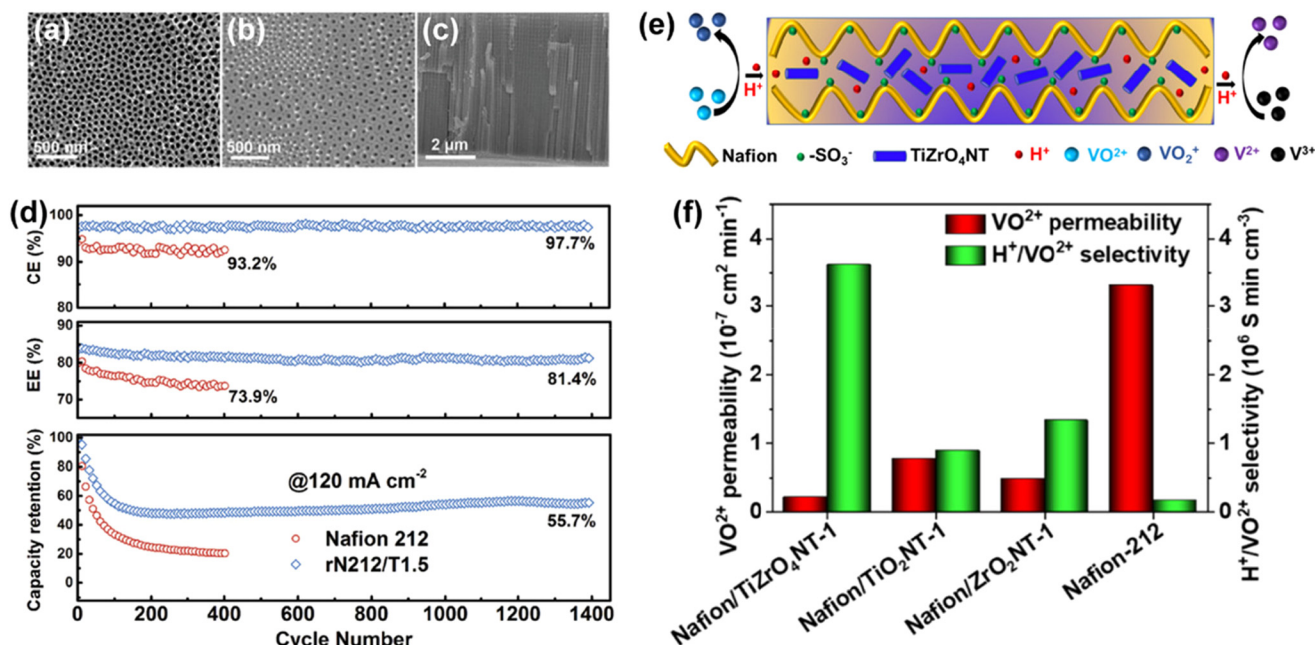 (a)
500 nm
(b)
500 nm
(c)
2 μm
(e)
VO²⁺
VO₂⁺
V²⁺
V³⁺
H⁺
H⁺
Nafion
-SO₃⁻
TiZrO₄NT
H⁺
VO²⁺
VO₂⁺
V²⁺
V³⁺
(d)
CE (%)
100
90
80
93.2%
97.7%
EE (%)
90
80
70
73.9%
81.4%
Capacity retention (%)
100
80
60
40
20
0
@120 mA cm⁻²
55.7%
Nafion 212
rN212/T1.5
0 200 400 600 800 1000 1200 1400
Cycle Number
(f)
VO²⁺ permeability (10⁻⁷ cm² min⁻¹)
4
3
2
1
0
VO²⁺ permeability
H⁺/VO²⁺ selectivity
4
3
2
1
0
H⁺/VO²⁺ selectivity (10⁶ S min cm⁻³)
Nafion/TiZrO₄NT-1
Nafion/TiO₂NT-1
Nafion/ZrO₂NT-1
Nafion-212